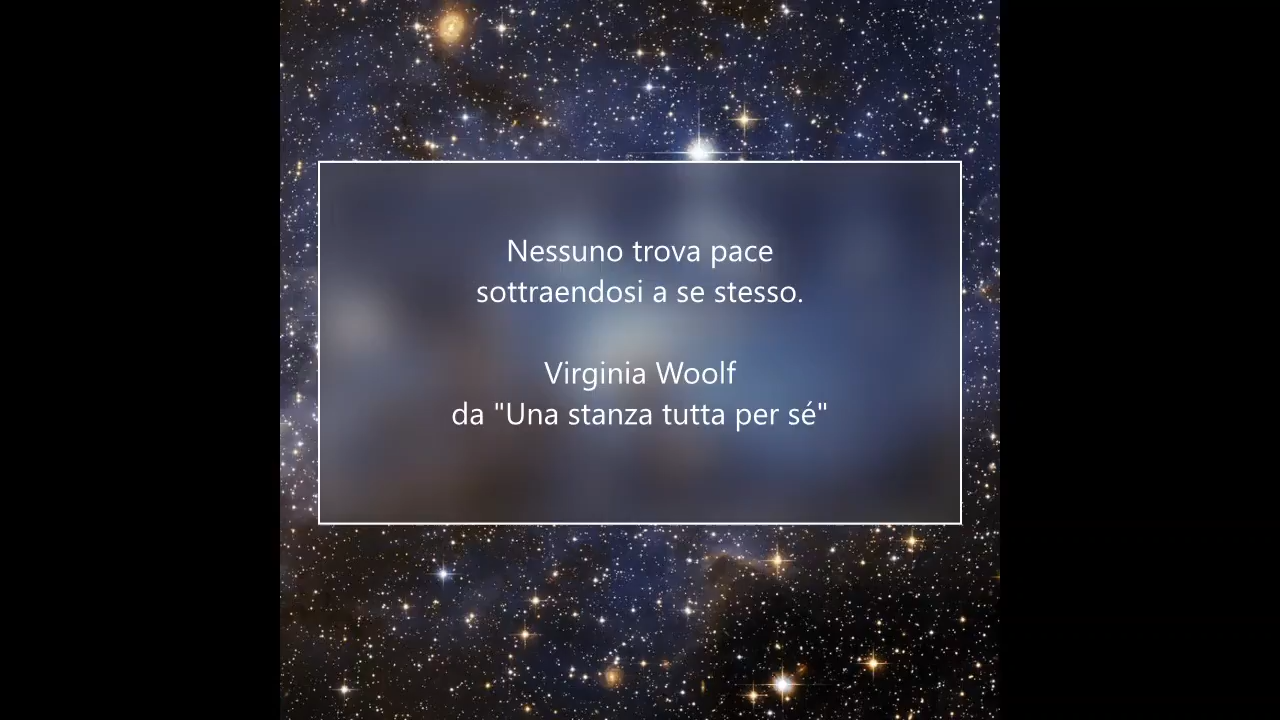 Nessuno trova pace
sottraendosi a se stesso.
Virginia Woolf
da "Una stanza tutta per sé"